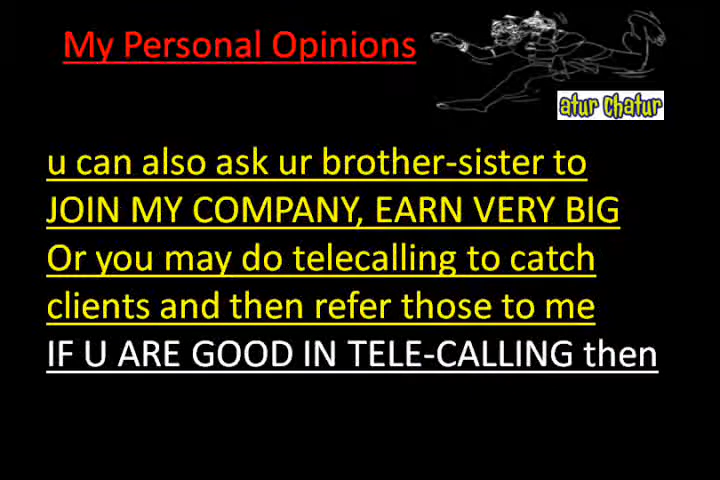 My Personal Opinions
atur chatur
u can also ask ur brother-sister to
JOIN MY COMPANY, EARN VERY BIG
Or you may do telecalling to catch
clients and then refer those to me
IF U ARE GOOD IN TELE-CALLING then